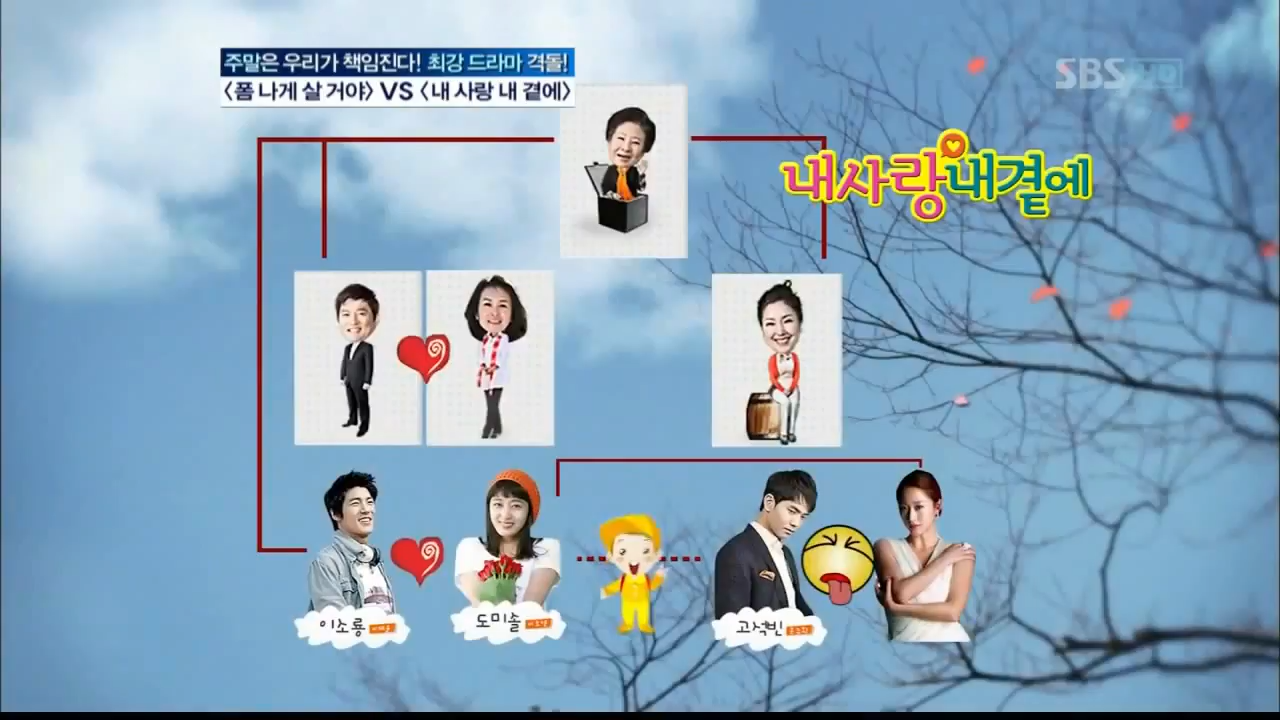 주말은 우리가 책임진다! 최강 드라마 격돌!
<폼 나게 살 거야> VS <내 사랑 내 곁에>
SBS HD
내사랑내곁에
이소룡
도미솔
고석빈